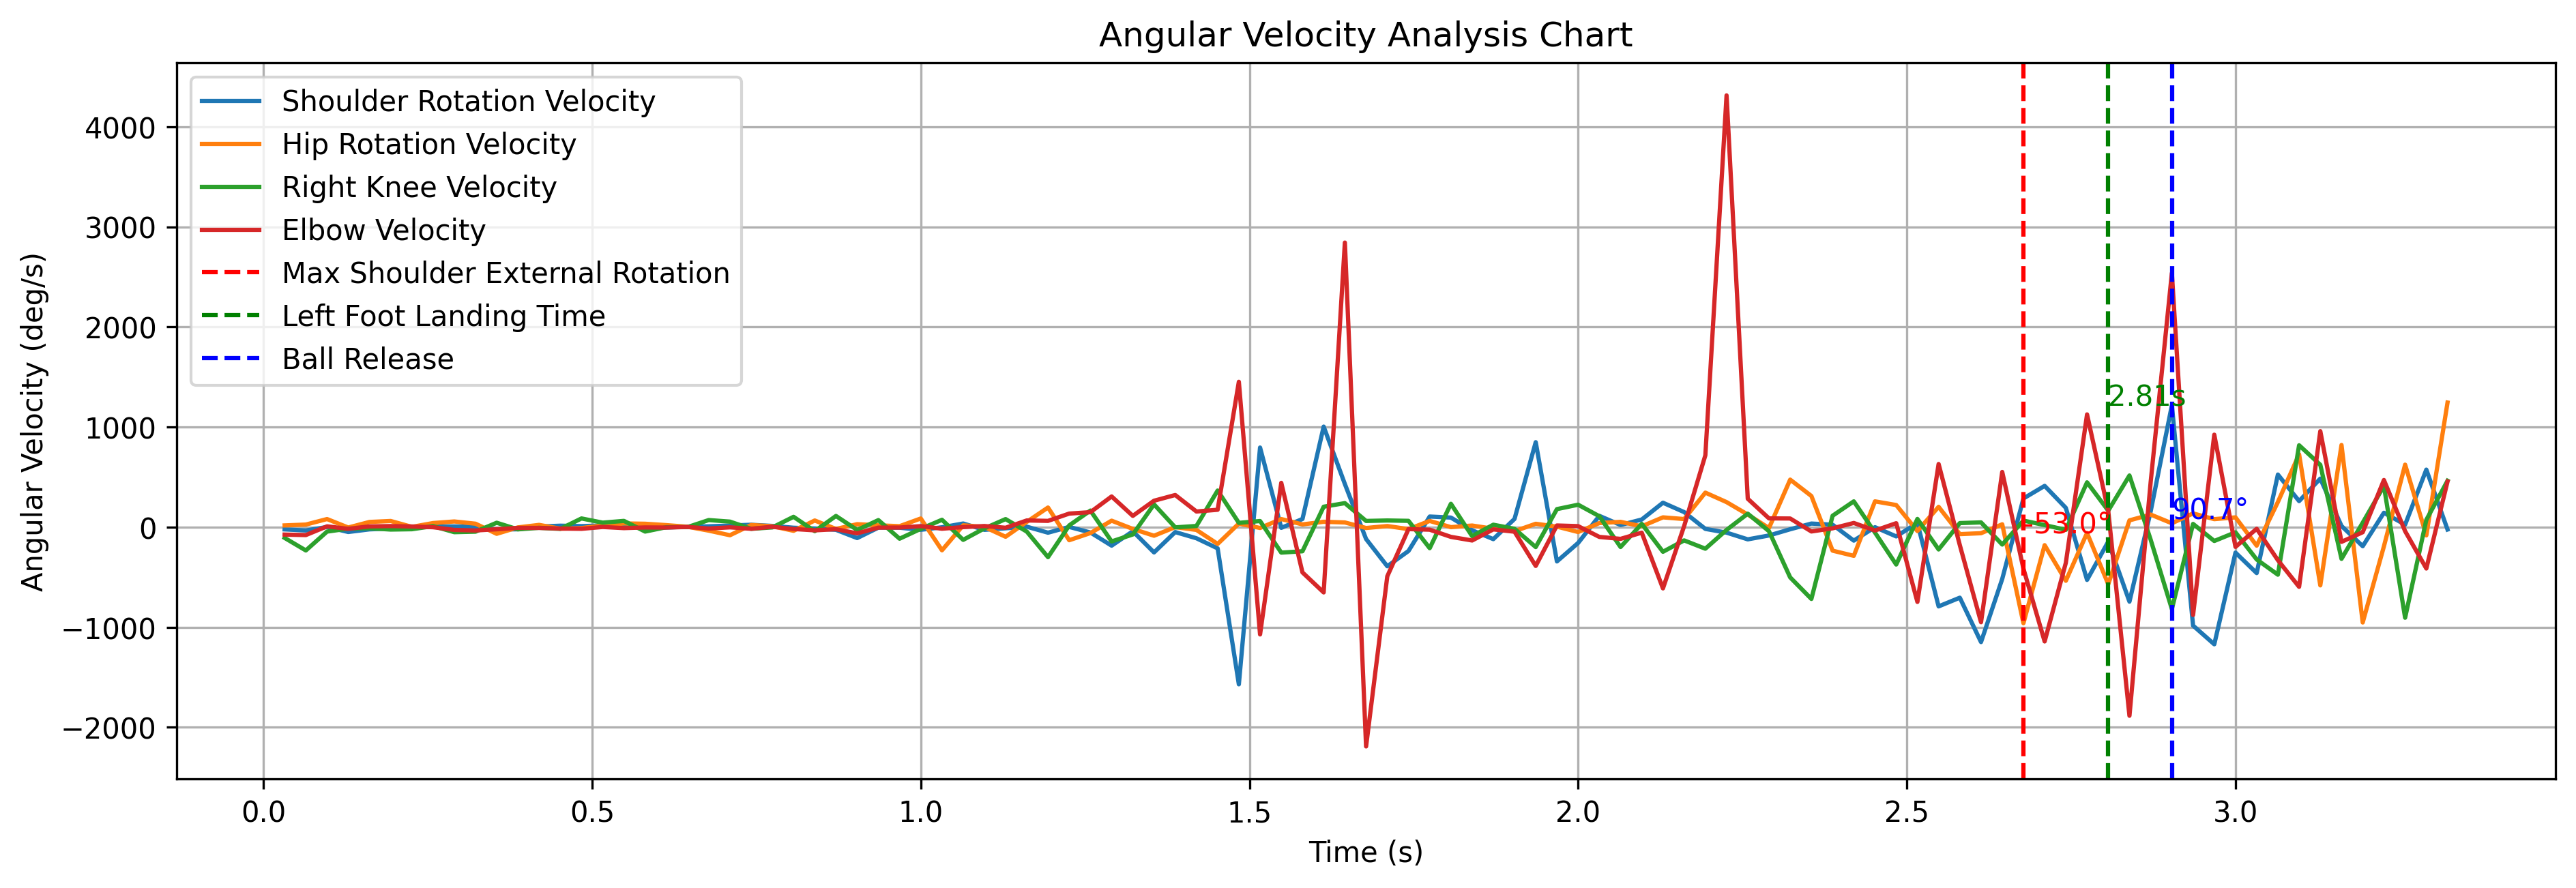 Angular Velocity Analysis Chart
Angular Velocity (deg/s)
4000
3000
2000
1000
0
−1000
−2000
Shoulder Rotation Velocity
Hip Rotation Velocity
Right Knee Velocity
Elbow Velocity
Max Shoulder External Rotation
Left Foot Landing Time
Ball Release
2.81s
90.7°
-53.0°
0.0
0.5
1.0
1.5
2.0
2.5
3.0
Time (s)